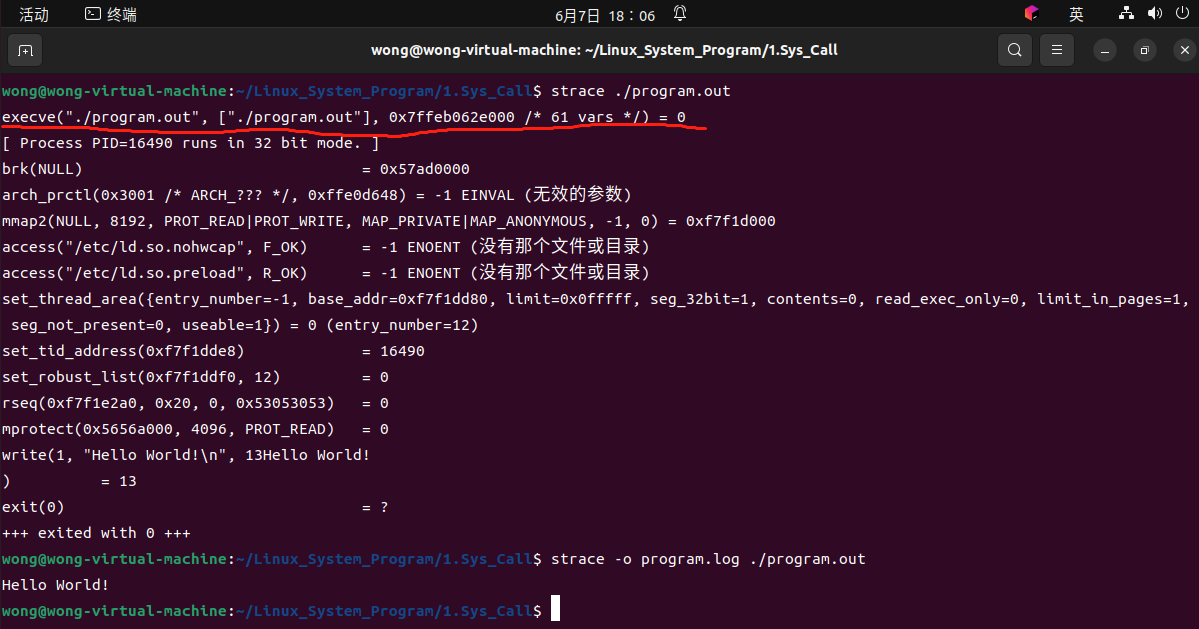 活动 终端 6月7日 18：06 英
wong@wong-virtual-machine: ~/Linux_System_Program/1.Sys_Call
wong@wong-virtual-machine:~/Linux_System_Program/1.Sys_Call$ strace ./program.out
execve("./program.out", ["./program.out"], 0x7ffeb062e000 /* 61 vars */) = 0
[ Process PID=16490 runs in 32 bit mode. ]
brk(NULL)                               = 0x57ad0000
arch_prctl(0x3001 /* ARCH_??? */, 0xffe0d648) = -1 EINVAL (无效的参数)
mmap2(NULL, 8192, PROT_READ|PROT_WRITE, MAP_PRIVATE|MAP_ANONYMOUS, -1, 0) = 0xf7f1d000
access("/etc/ld.so.nohwcap", F_OK)      = -1 ENOENT (没有那个文件或目录)
access("/etc/ld.so.preload", R_OK)      = -1 ENOENT (没有那个文件或目录)
set_thread_area({entry_number=-1, base_addr=0xf7f1dd80, limit=0x0fffff, seg_32bit=1, contents=0, read_exec_only=0, limit_in_pages=1,
 seg_not_present=0, useable=1}) = 0 (entry_number=12)
set_tid_address(0xf7f1dde8)             = 16490
set_robust_list(0xf7f1ddf0, 12)         = 0
rseq(0xf7f1e2a0, 0x20, 0, 0x53053053)   = 0
mprotect(0x5656a000, 4096, PROT_READ)   = 0
write(1, "Hello World!\n", 13Hello World!
)          = 13
exit(0)                                 = ?
+++ exited with 0 +++
wong@wong-virtual-machine:~/Linux_System_Program/1.Sys_Call$ strace -o program.log ./program.out
Hello World!
wong@wong-virtual-machine:~/Linux_System_Program/1.Sys_Call$